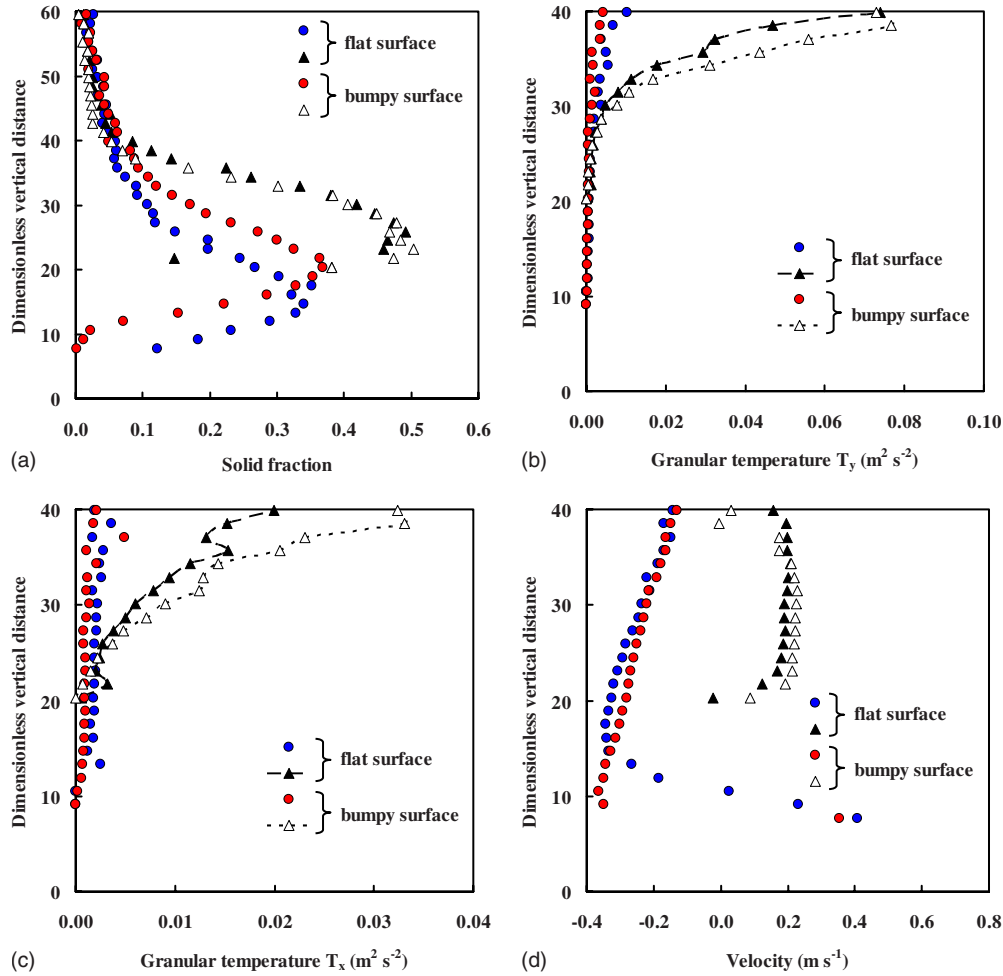 60
50
40
30
20
10
0
Dimensionless vertical distance
flat surface
bumpy surface
0.0 0.1 0.2 0.3 0.4 0.5 0.6
(a) Solid fraction
40
30
20
10
0
Dimensionless vertical distance
flat surface
bumpy surface
0.00 0.02 0.04 0.06 0.08 0.10
(b) Granular temperature Ty (m2 s-2)
40
30
20
10
0
Dimensionless vertical distance
flat surface
bumpy surface
0.00 0.01 0.02 0.03 0.04
(c) Granular temperature Tx (m2 s-2)
40
30
20
10
0
Dimensionless vertical distance
flat surface
bumpy surface
-0.4 -0.2 0.0 0.2 0.4 0.6 0.8
(d) Velocity (m s-1)